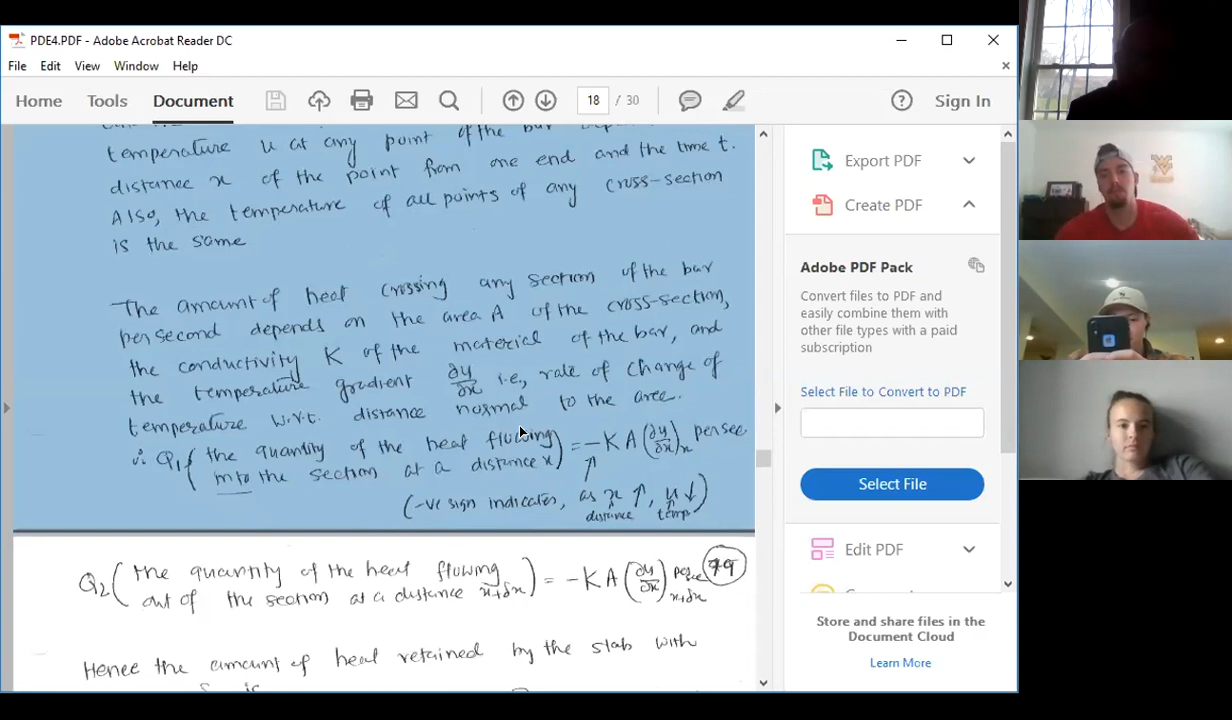 PDE4.PDF - Adobe Acrobat Reader DC
File Edit View Window Help
Home Tools Document 18 / 30 Sign In
temperature u at any point of the bar
distance x of the point from one end and the time t.
Also, the temperature of all points of any cross-section
is the same
The amount of heat crossing any section of the bar
per second depends on the area A of the cross-section,
the conductivity K of the material of the bar, and
the temperature gradient ∂u/∂x i.e, rate of change of
temperature w.r.t. distance normal to the area.
∴ Q1 ( the quantity of the heat flowing
into the section at a distance x ) = -KA(∂u/∂x)x per sec
(-ve sign indicates, as x ↑, u ↓)
distance temp
79
Q2 ( the quantity of the heat flowing
out of the section at a distance x+δx ) = -KA(∂u/∂x)x+δx per sec
Hence the amount of heat retained by the slab with
Export PDF
Create PDF
Adobe PDF Pack
Convert files to PDF and
easily combine them with
other file types with a paid
subscription
Select File to Convert to PDF
Select File
Edit PDF
Store and share files in the
Document Cloud
Learn More